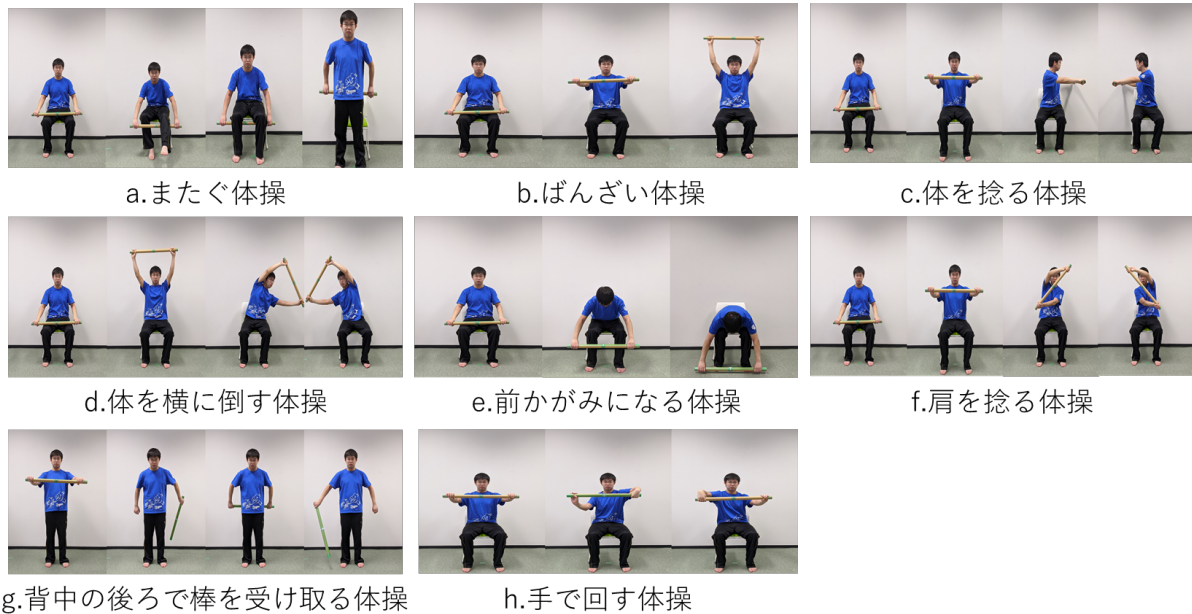 a.またぐ体操
b.ばんざい体操
c.体を捻る体操
d.体を横に倒す体操
e.前かがみになる体操
f.肩を捻る体操
g.背中の後ろで棒を受け取る体操
h.手で回す体操